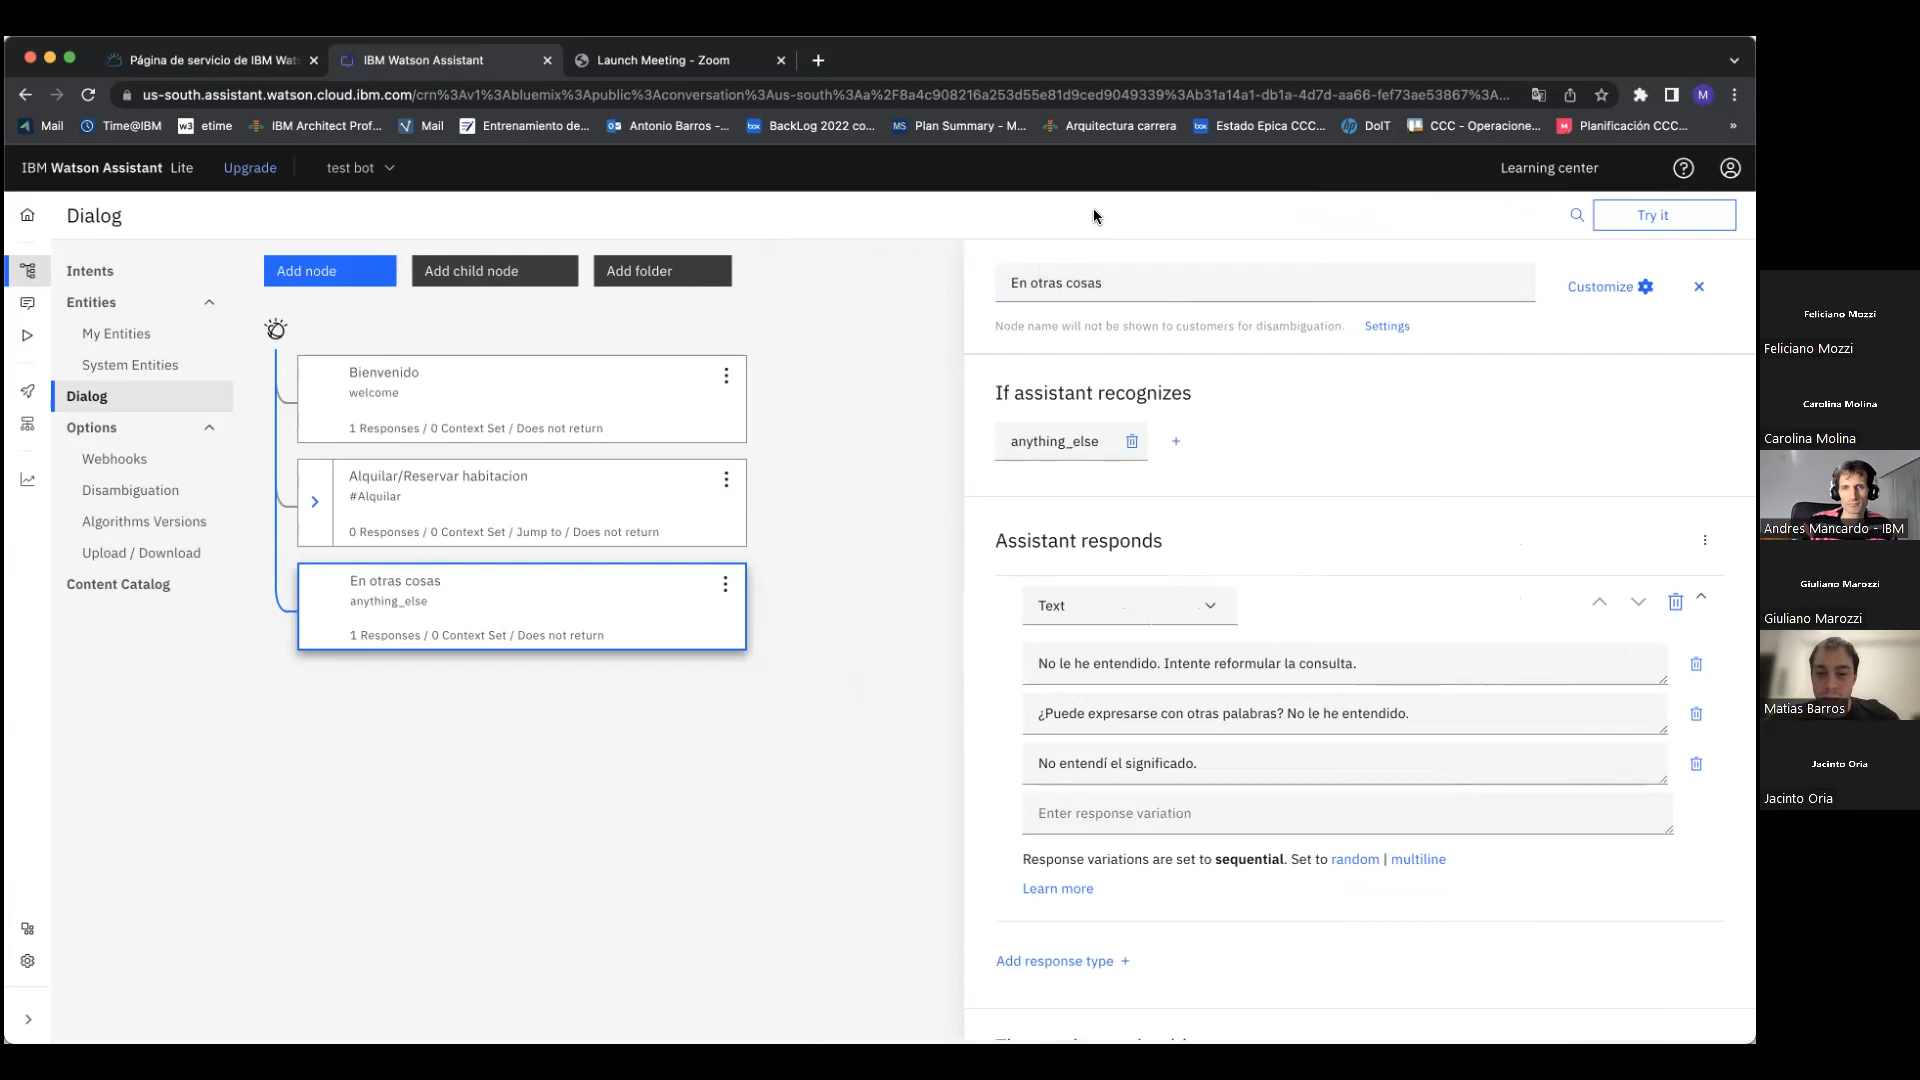 Página de servicio de IBM Wat
IBM Watson Assistant
Launch Meeting - Zoom
us-south.assistant.watson.cloud.ibm.com/crn%3Av1%3Abluemix%3Apublic%3Aconversation%3Aus-south%3Aa%2F8a4c908216a253d55e81d9ced9049339%3Ab31a14a1-db1a-4d7d-aa66-fef73ae53867%3A...
M
Mail
Time@IBM
w3 etime
IBM Architect Prof...
Mail
Entrenamiento de...
Antonio Barros -...
box BackLog 2022 co...
MS Plan Summary - M...
Arquitectura carrera
box Estado Epica CCC...
DoIT
CCC - Operacione...
Planificación CCC...
»
IBM Watson Assistant Lite
Upgrade
test bot
Learning center
Dialog
Try it
Intents
Entities
My Entities
System Entities
Dialog
Options
Webhooks
Disambiguation
Algorithms Versions
Upload / Download
Content Catalog
Add node
Add child node
Add folder
Bienvenido
welcome
1 Responses / 0 Context Set / Does not return
Alquilar/Reservar habitacion
#Alquilar
0 Responses / 0 Context Set / Jump to / Does not return
En otras cosas
anything_else
1 Responses / 0 Context Set / Does not return
En otras cosas
Customize
Node name will not be shown to customers for disambiguation. Settings
If assistant recognizes
anything_else
Assistant responds
Text
No le he entendido. Intente reformular la consulta.
¿Puede expresarse con otras palabras? No le he entendido.
No entendí el significado.
Enter response variation
Response variations are set to sequential. Set to random | multiline
Learn more
Add response type +
Feliciano Mozzi
Feliciano Mozzi
Carolina Molina
Carolina Molina
Andres Mancardo - IBM
Giuliano Marozzi
Giuliano Marozzi
Matias Barros
Jacinto Oria
Jacinto Oria